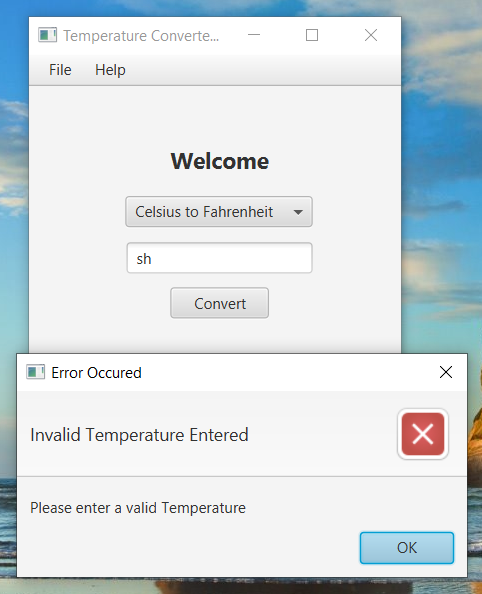 Temperature Converte...
File Help
Welcome
Celsius to Fahrenheit
sh
Convert
Error Occured
Invalid Temperature Entered
Please enter a valid Temperature
OK